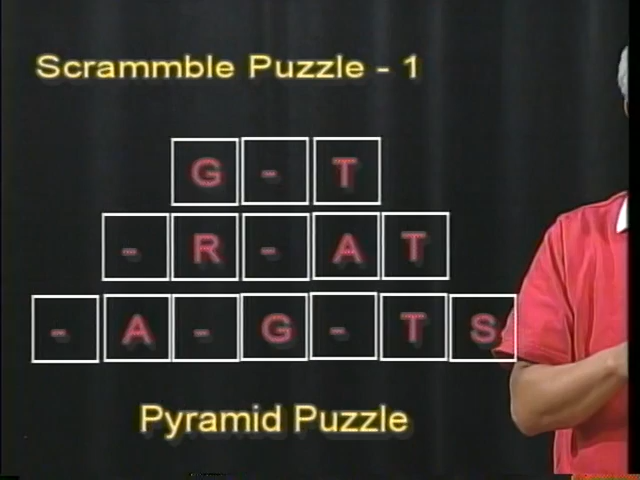 Scrammble Puzzle - 1
G - T
- R - A T
- A - G - T S
Pyramid Puzzle